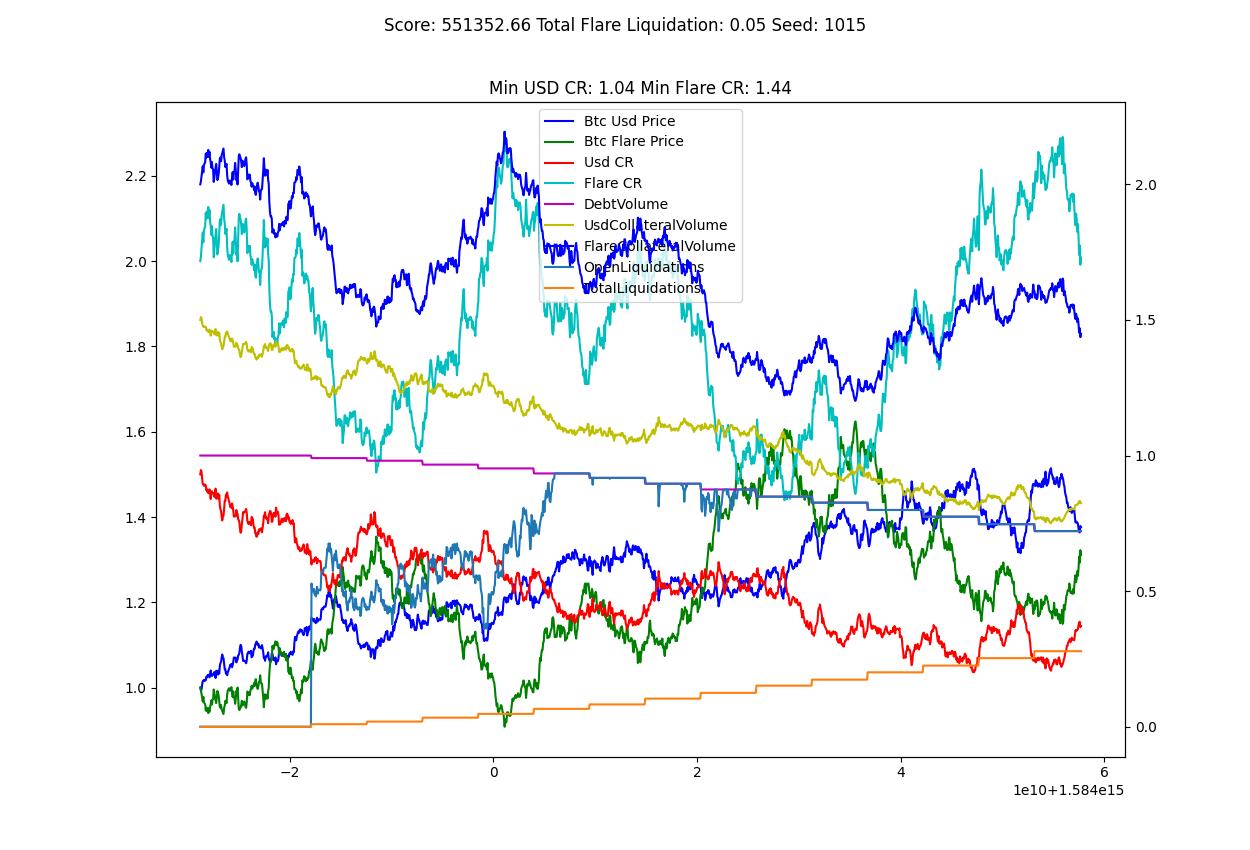 Score: 551352.66 Total Flare Liquidation: 0.05 Seed: 1015
Min USD CR: 1.04 Min Flare CR: 1.44
Btc Usd Price
Btc Flare Price
Usd CR
Flare CR
DebtVolume
UsdCollateralVolume
FlareCollateralVolume
OpenLiquidations
TotalLiquidations
2.2
2.0
1.8
1.6
1.4
1.2
1.0
2.0
1.5
1.0
0.5
0.0
−2 0 2 4 6
1e10+1.584e15